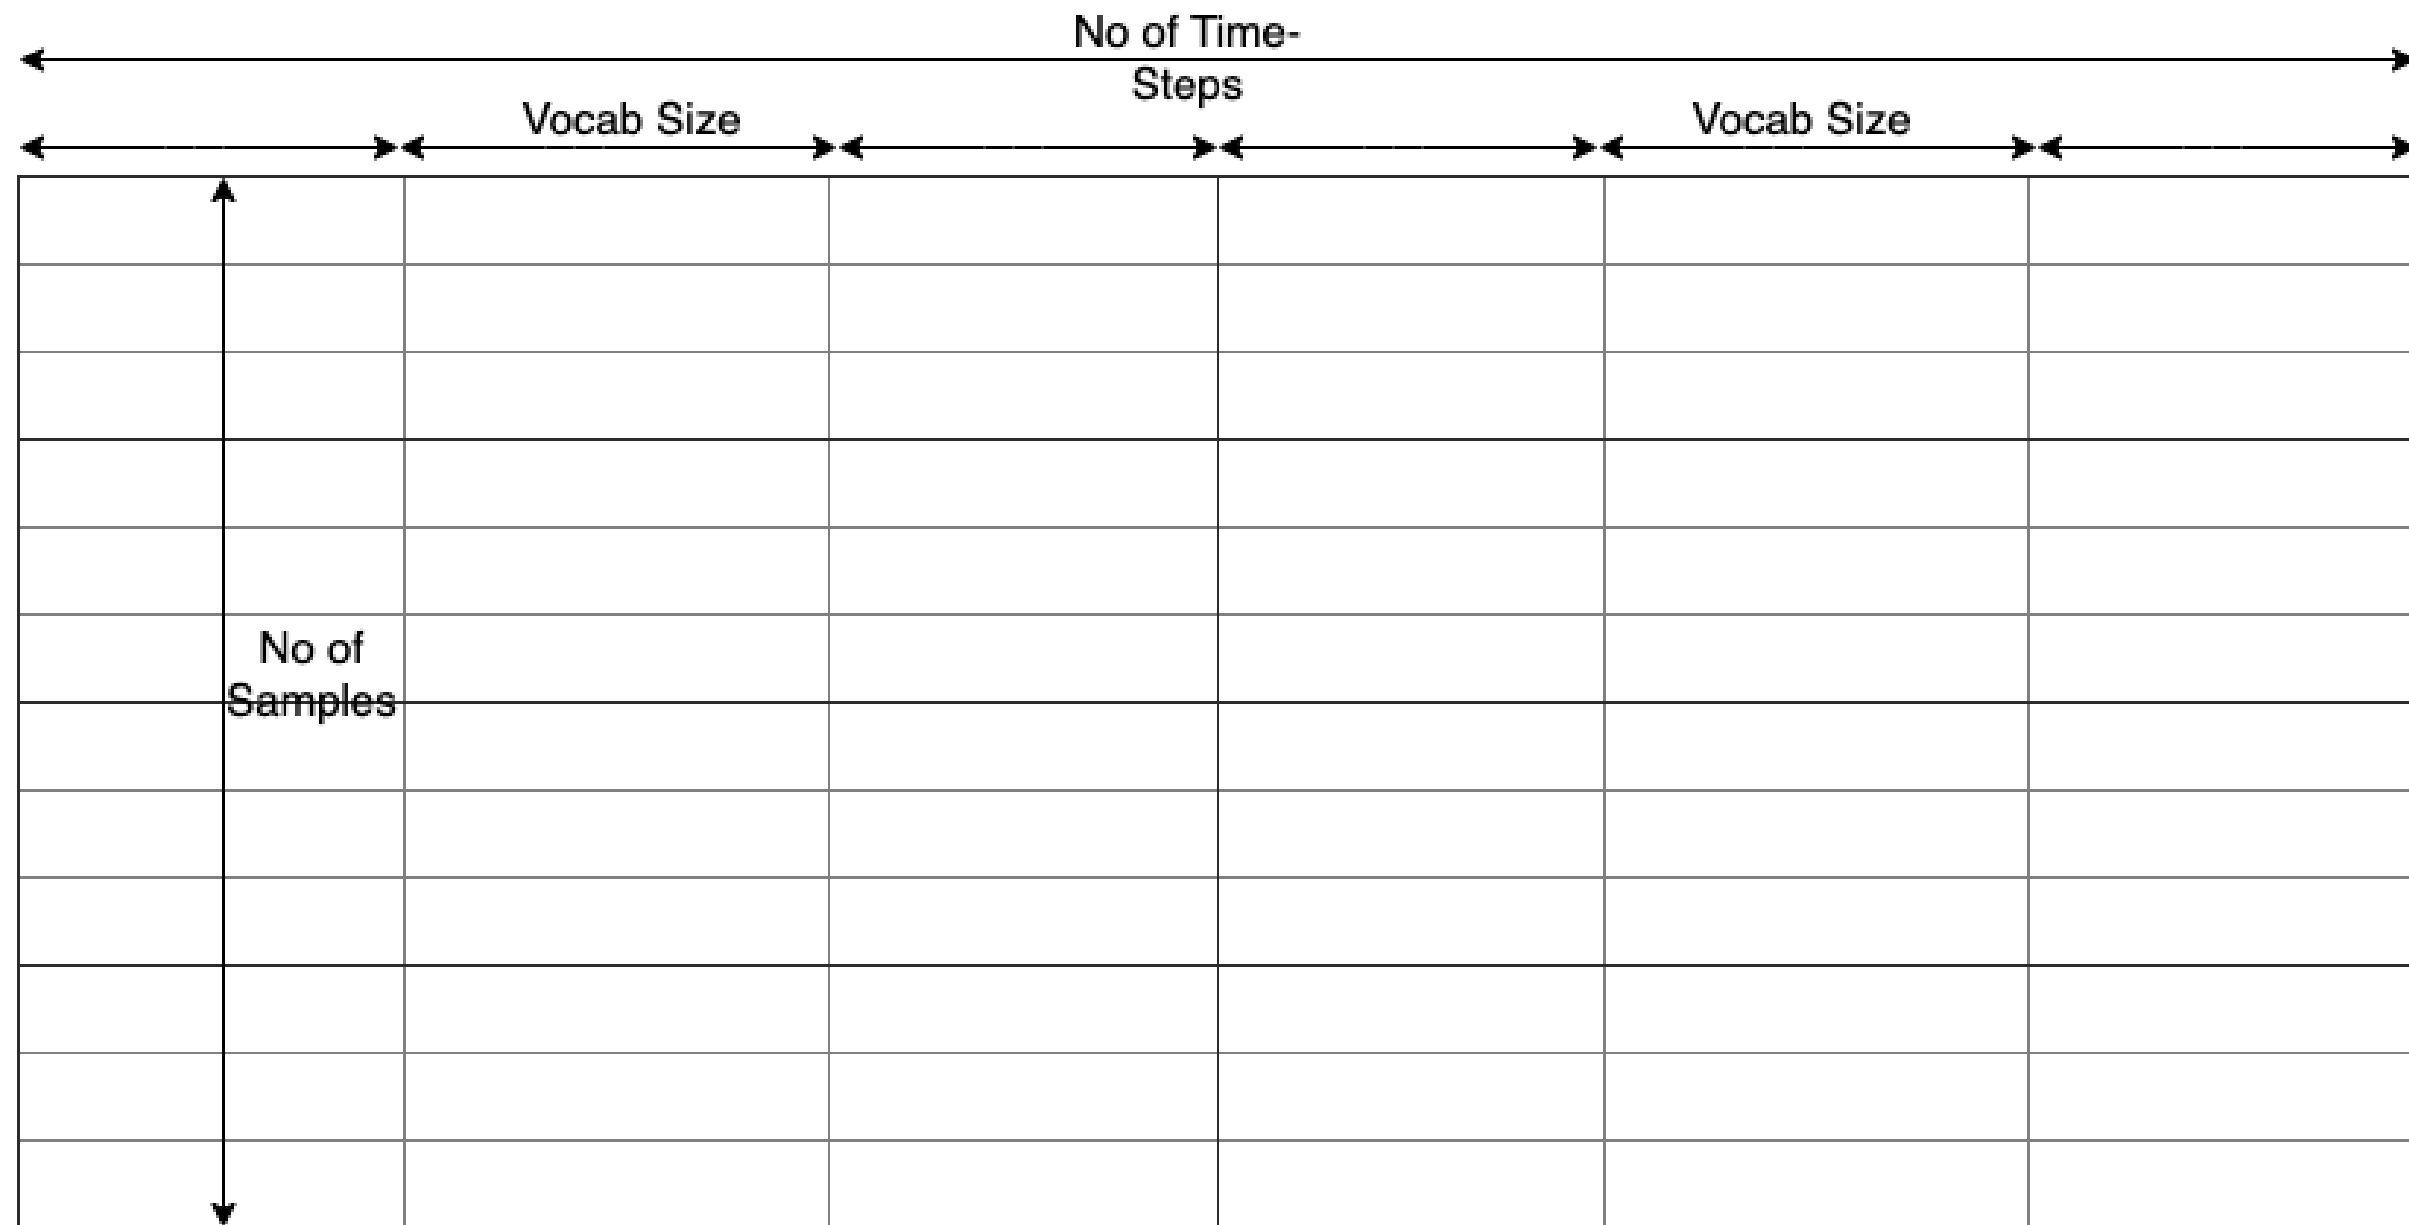 No of Time-
Steps
Vocab Size
Vocab Size
No of
Samples